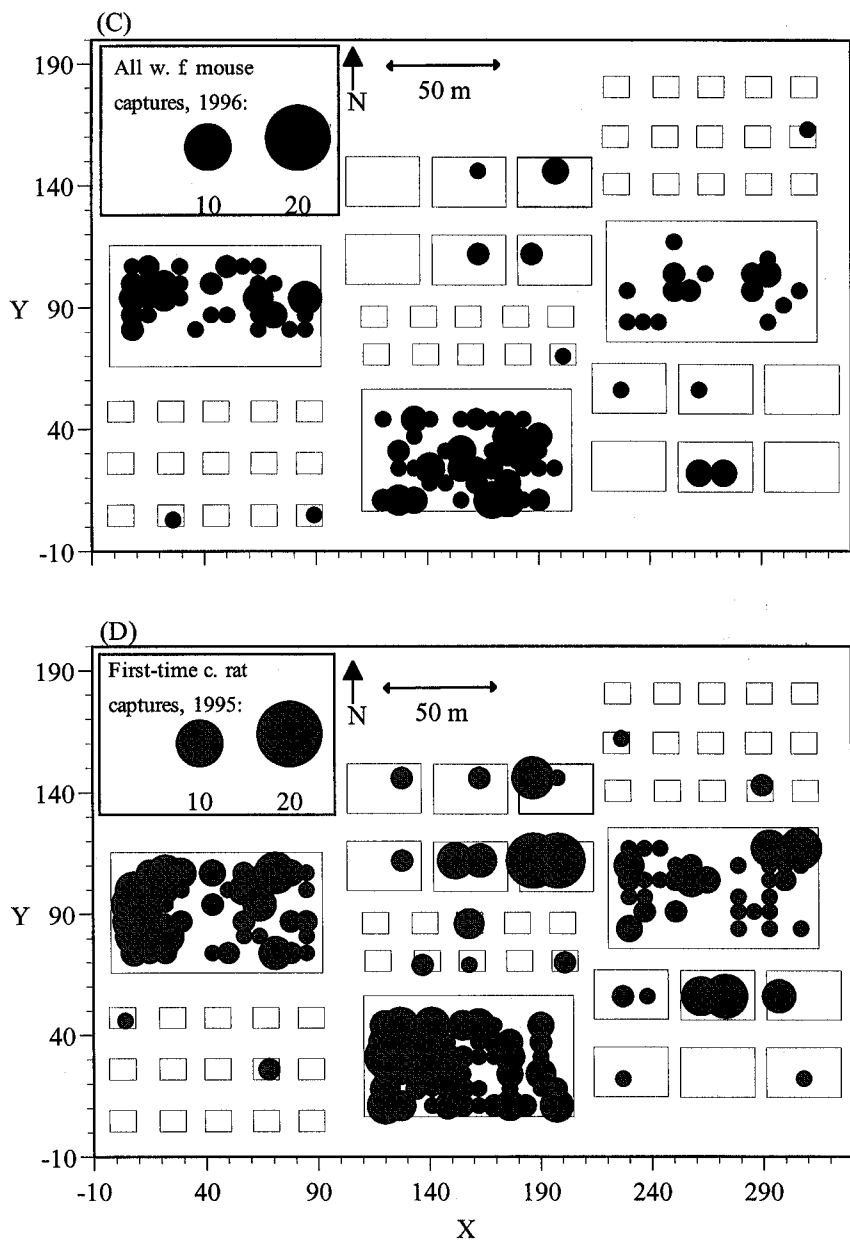 (C)
190
All w. f. mouse
captures, 1996:
10 20
N
50 m
140
Y 90
40
-10
(D)
190
First-time c. rat
captures, 1995:
10 20
N
50 m
140
Y 90
40
-10
-10 40 90 140 190 240 290
X